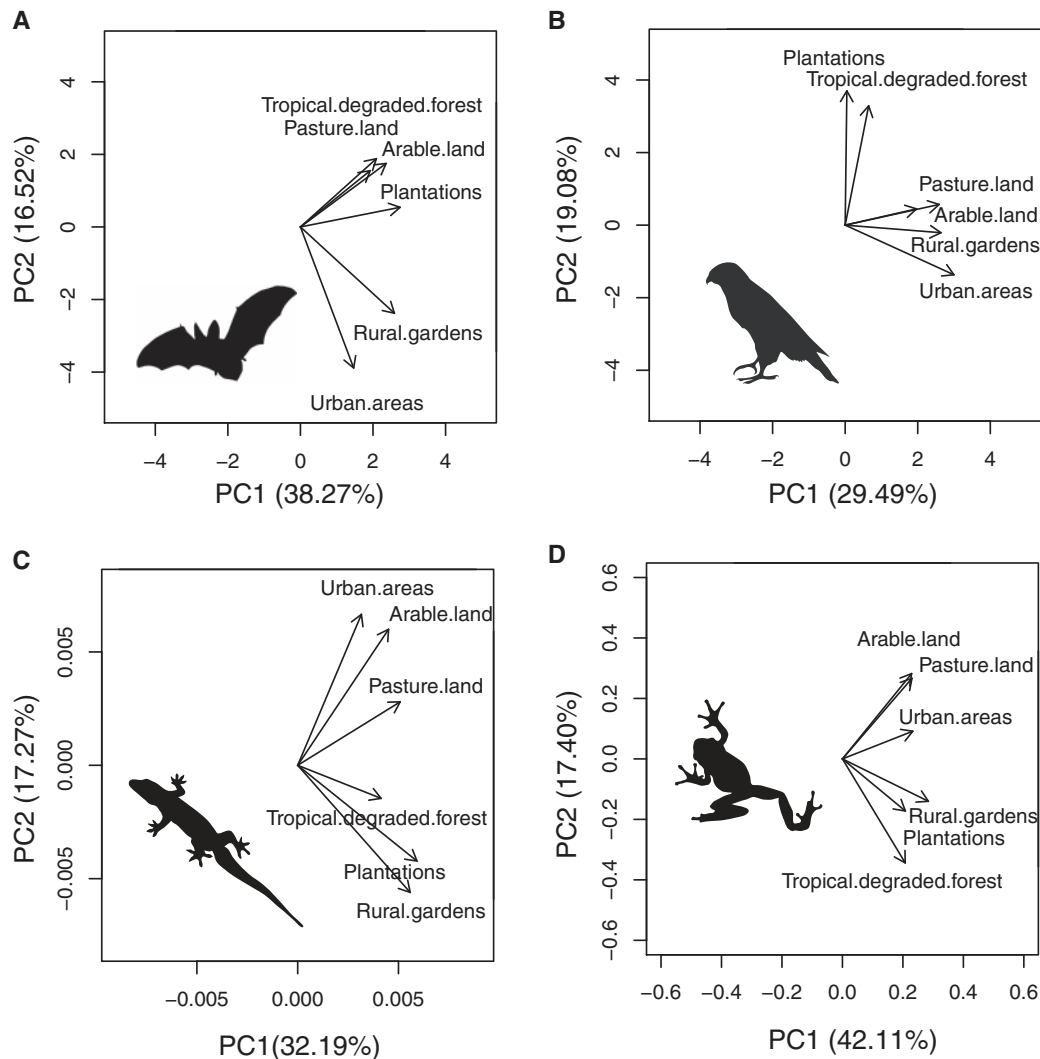 A
PC2 (16.52%)
4
2
0
−2
−4
Tropical.degraded.forest
Pasture.land
Arable.land
Plantations
Rural.gardens
Urban.areas
−4 −2 0 2 4
PC1 (38.27%)
B
PC2 (19.08%)
4
2
0
−2
−4
Plantations
Tropical.degraded.forest
Pasture.land
Arable.land
Rural.gardens
Urban.areas
−4 −2 0 2 4
PC1 (29.49%)
C
PC2 (17.27%)
0.005
0.000
−0.005
Urban.areas
Arable.land
Pasture.land
Tropical.degraded.forest
Plantations
Rural.gardens
−0.005 0.000 0.005
PC1(32.19%)
D
PC2 (17.40%)
0.6
0.4
0.2
0.0
−0.2
−0.4
−0.6
Arable.land
Pasture.land
Urban.areas
Rural.gardens
Plantations
Tropical.degraded.forest
−0.6 −0.4 −0.2 0.0 0.2 0.4 0.6
PC1 (42.11%)